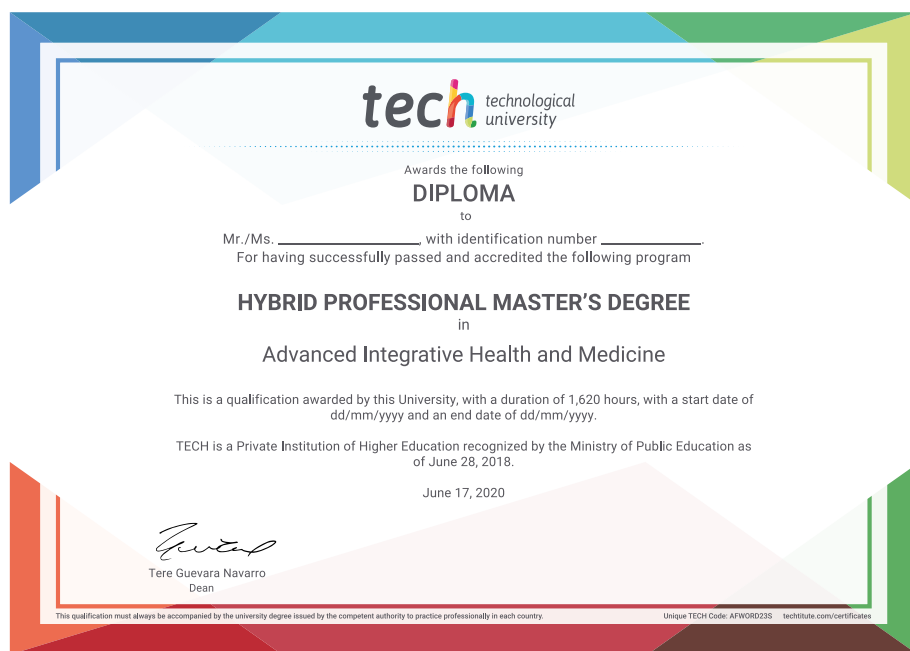 tech technological
university
Awards the following
DIPLOMA
to
Mr./Ms. ____________________, with identification number ______________.
For having successfully passed and accredited the following program
HYBRID PROFESSIONAL MASTER'S DEGREE
in
Advanced Integrative Health and Medicine
This is a qualification awarded by this University, with a duration of 1,620 hours, with a start date of
dd/mm/yyyy and an end date of dd/mm/yyyy.
TECH is a Private Institution of Higher Education recognized by the Ministry of Public Education as
of June 28, 2018.
June 17, 2020
Tere Guevara Navarro
Dean
This qualification must always be accompanied by the university degree issued by the competent authority to practice professionally in each country.
Unique TECH Code: AFWORD23S techtitute.com/certificates